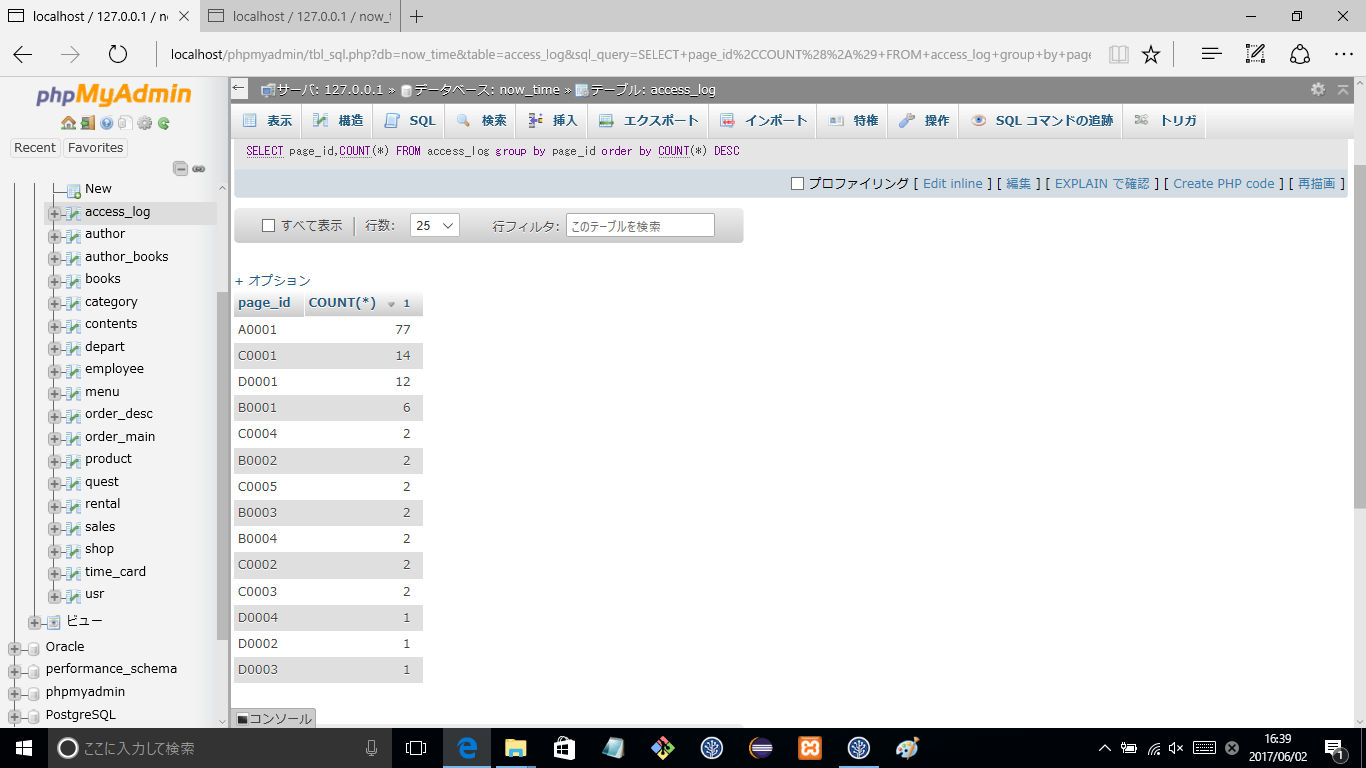 localhost / 127.0.0.1 / no
localhost / 127.0.0.1 / now_t
localhost/phpmyadmin/tbl_sql.php?db=now_time&table=access_log&sql_query=SELECT+page_id%2CCOUNT%28%2A%29+FROM+access_log+group+by+page
phpMyAdmin
Recent Favorites
New
access_log
author
author_books
books
category
contents
depart
employee
menu
order_desc
order_main
product
quest
rental
sales
shop
time_card
usr
ビュー
Oracle
performance_schema
phpmyadmin
PostgreSQL
サーバ: 127.0.0.1 » データベース: now_time » テーブル: access_log
表示 構造 SQL 検索 挿入 エクスポート インポート 特権 操作 SQL コマンドの追跡 トリガ
SELECT page_id,COUNT(*) FROM access_log group by page_id order by COUNT(*) DESC
プロファイリング [ Edit inline ] [ 編集 ] [ EXPLAIN で確認 ] [ Create PHP code ] [ 再描画 ]
すべて表示 行数: 25 行フィルタ: このテーブルを検索
+ オプション
page_id COUNT(*) 1
A0001 77
C0001 14
D0001 12
B0001 6
C0004 2
B0002 2
C0005 2
B0003 2
B0004 2
C0002 2
C0003 2
D0004 1
D0002 1
D0003 1
コンソール
ここに入力して検索
16:39
2017/06/02
1